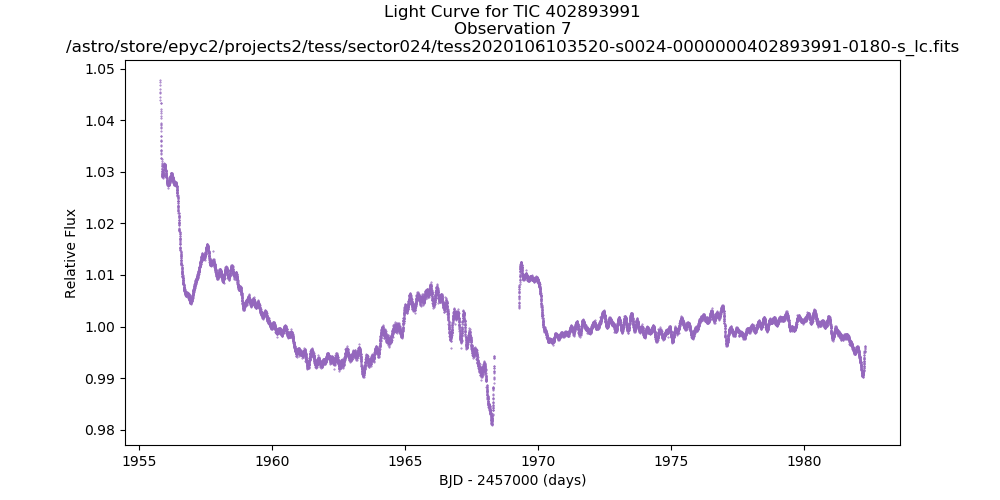 Light Curve for TIC 402893991
Observation 7
/astro/store/epyc2/projects2/tess/sector024/tess2020106103520-s0024-0000000402893991-0180-s_lc.fits
1.05
1.04
1.03
1.02
1.01
1.00
0.99
0.98
Relative Flux
1955
1960
1965
1970
1975
1980
BJD - 2457000 (days)